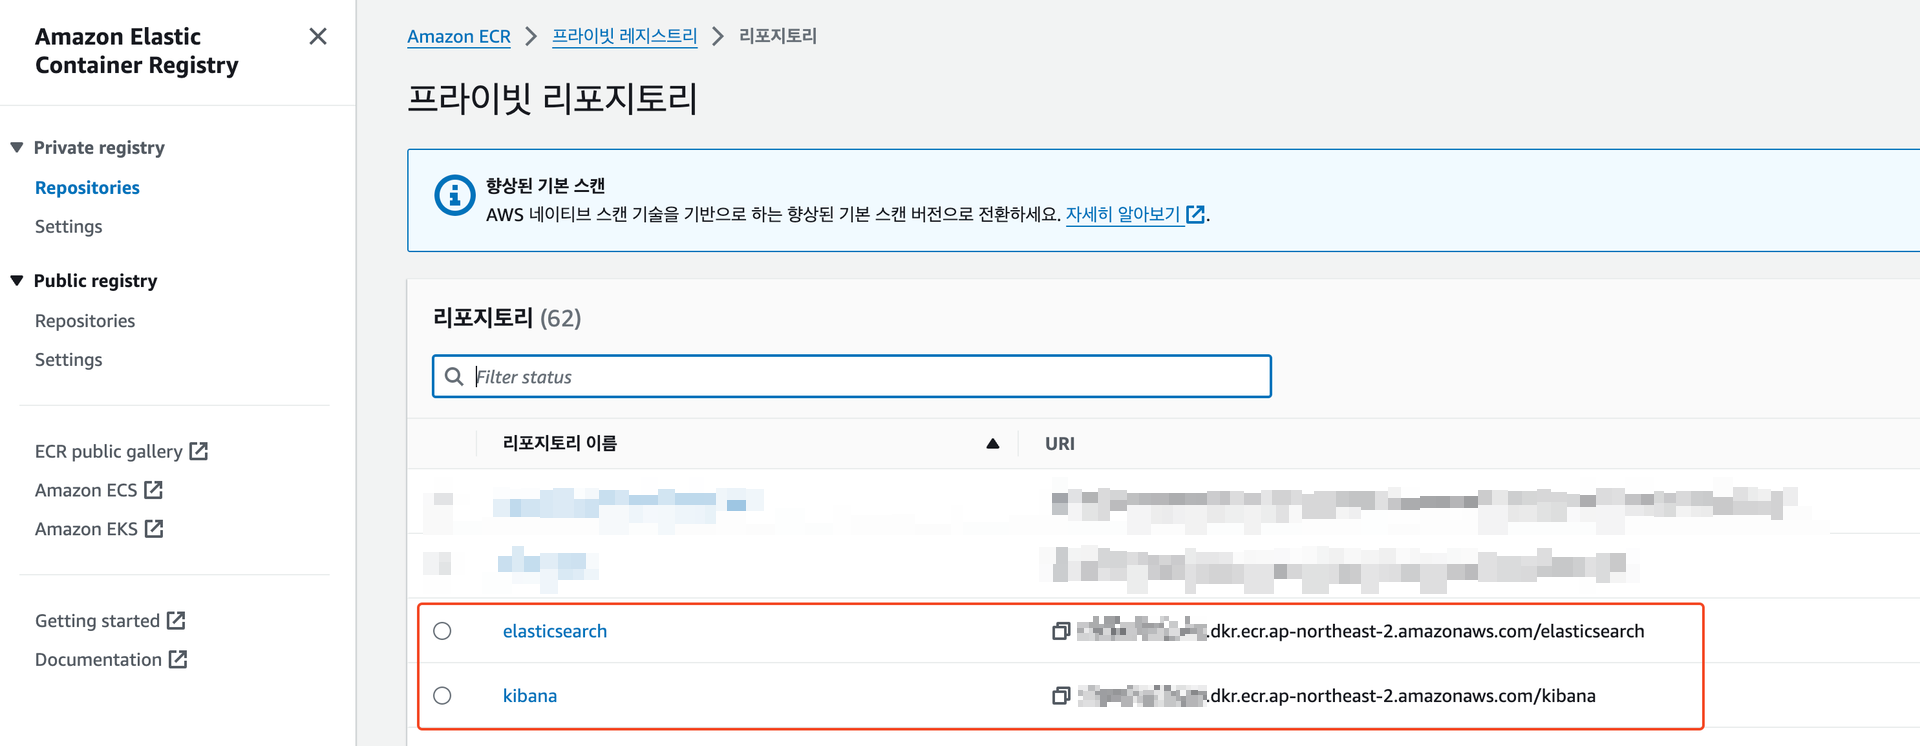 Amazon Elastic
Container Registry
Private registry
Repositories
Settings
Public registry
Repositories
Settings
ECR public gallery
Amazon ECS
Amazon EKS
Getting started
Documentation
Amazon ECR > 프라이빗 레지스트리 > 리포지토리
프라이빗 리포지토리
향상된 기본 스캔
AWS 네이티브 스캔 기술을 기반으로 하는 향상된 기본 스캔 버전으로 전환하세요. 자세히 알아보기.
리포지토리 (62)
Filter status
리포지토리 이름 URI
elasticsearch .dkr.ecr.ap-northeast-2.amazonaws.com/elasticsearch
kibana .dkr.ecr.ap-northeast-2.amazonaws.com/kibana